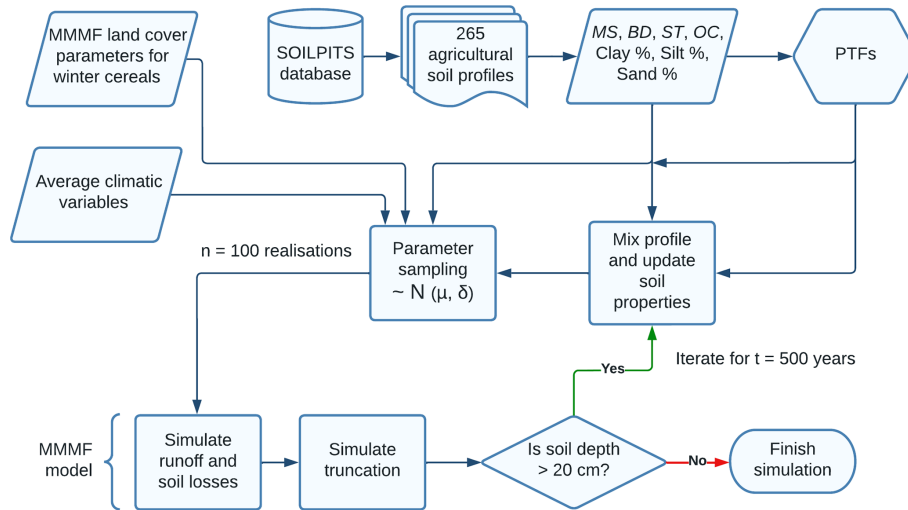 MMMF land cover
parameters for
winter cereals
SOILPITS
database
265
agricultural
soil profiles
MS, BD, ST, OC,
Clay %, Silt %,
Sand %
PTFs
Average climatic
variables
n = 100 realisations
Parameter
sampling
~ N (μ, δ)
Mix profile
and update
soil
properties
Iterate for t = 500 years
Yes
MMMF
model
Simulate
runoff and
soil losses
Simulate
truncation
Is soil depth
> 20 cm?
No
Finish
simulation